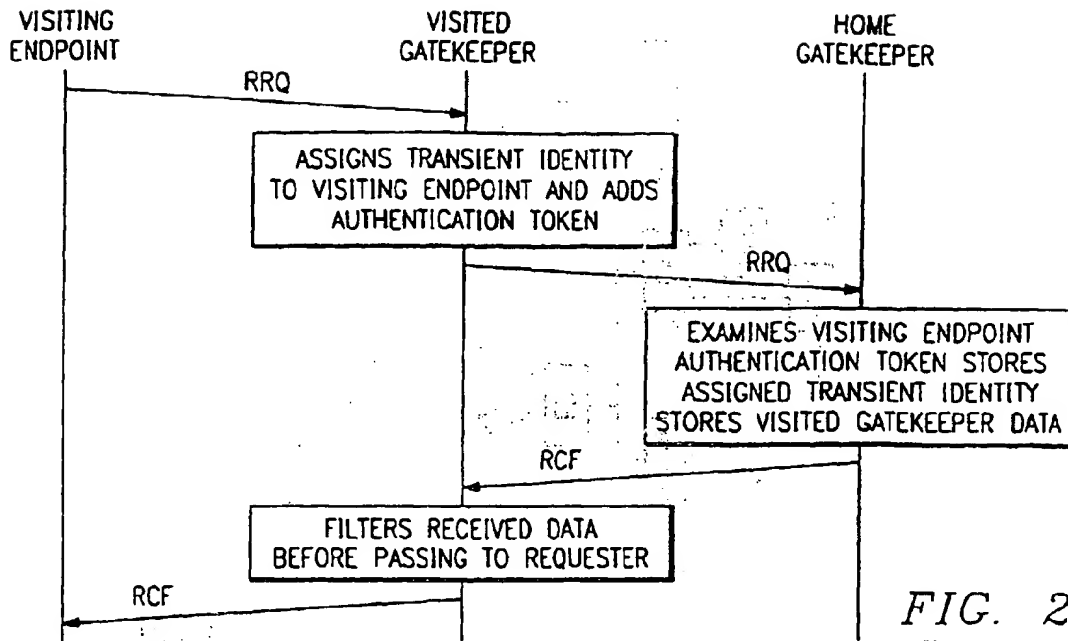 VISITING
ENDPOINT
VISITED
GATEKEEPER
HOME
GATEKEEPER
RRQ
ASSIGNS TRANSIENT IDENTITY
TO VISITING ENDPOINT AND ADDS
AUTHENTICATION TOKEN
RRQ
EXAMINES VISITING ENDPOINT
AUTHENTICATION TOKEN STORES
ASSIGNED TRANSIENT IDENTITY
STORES VISITED GATEKEEPER DATA
RCF
FILTERS RECEIVED DATA
BEFORE PASSING TO REQUESTER
RCF
FIG. 2